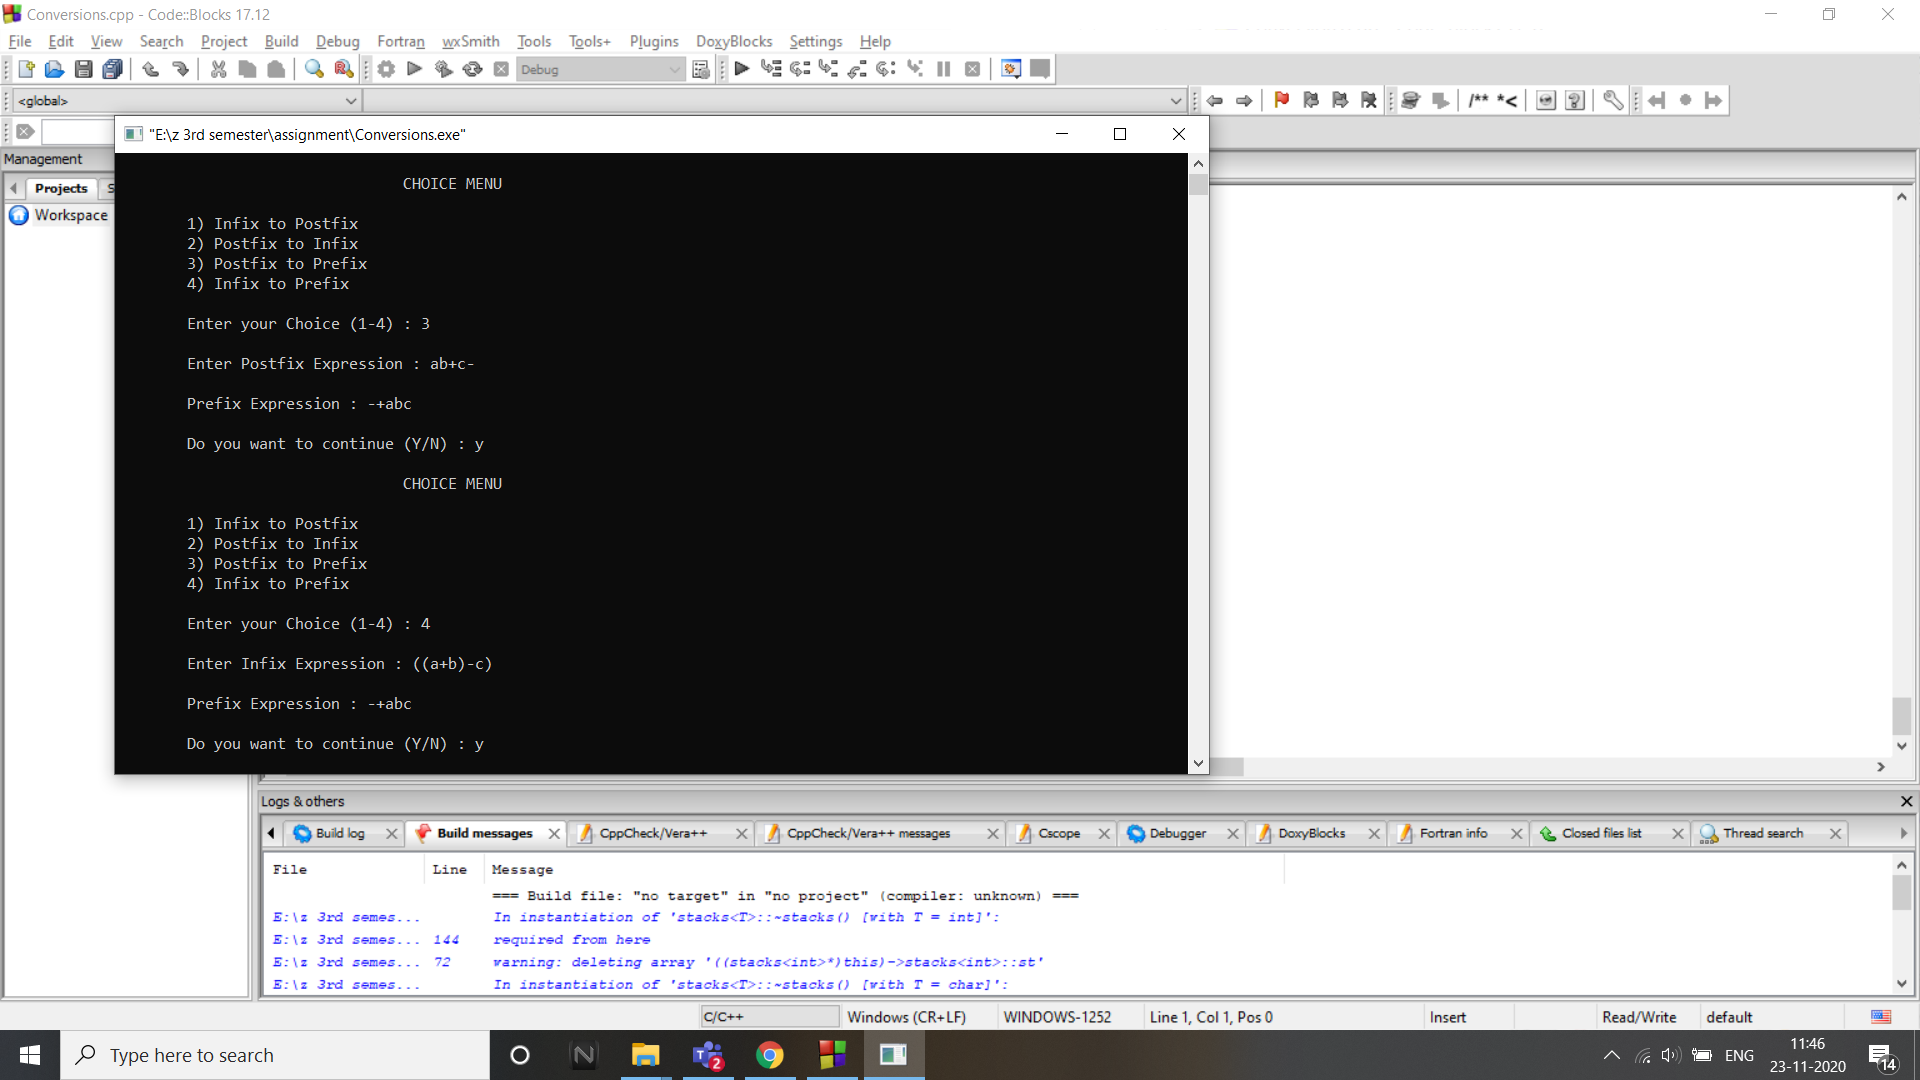 Conversions.cpp - Code::Blocks 17.12
File Edit View Search Project Build Debug Fortran wxSmith Tools Tools+ Plugins DoxyBlocks Settings Help
Debug
<global>
/** *<
"E:\z 3rd semester\assignment\Conversions.exe"
Management
Projects S
Workspace
CHOICE MENU
1) Infix to Postfix
2) Postfix to Infix
3) Postfix to Prefix
4) Infix to Prefix
Enter your Choice (1-4) : 3
Enter Postfix Expression : ab+c-
Prefix Expression : -+abc
Do you want to continue (Y/N) : y
CHOICE MENU
1) Infix to Postfix
2) Postfix to Infix
3) Postfix to Prefix
4) Infix to Prefix
Enter your Choice (1-4) : 4
Enter Infix Expression : ((a+b)-c)
Prefix Expression : -+abc
Do you want to continue (Y/N) : y
Logs & others
Build log Build messages CppCheck/Vera++ CppCheck/Vera++ messages Cscope Debugger DoxyBlocks Fortran info Closed files list Thread search
File Line Message
=== Build file: "no target" in "no project" (compiler: unknown) ===
E:\z 3rd semes... In instantiation of 'stacks<T>::~stacks() [with T = int]':
E:\z 3rd semes... 144 required from here
E:\z 3rd semes... 72 warning: deleting array '((stacks<int>*)this)->stacks<int>::st'
E:\z 3rd semes... In instantiation of 'stacks<T>::~stacks() [with T = char]':
C/C++ Windows (CR+LF) WINDOWS-1252 Line 1, Col 1, Pos 0 Insert Read/Write default
Type here to search
N
T 2
ENG
11:46
23-11-2020
14